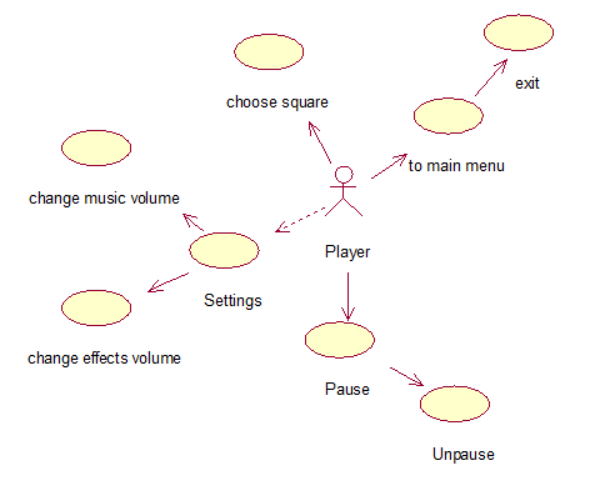 exit
choose square
to main menu
change music volume
Player
Settings
change effects volume
Pause
Unpause